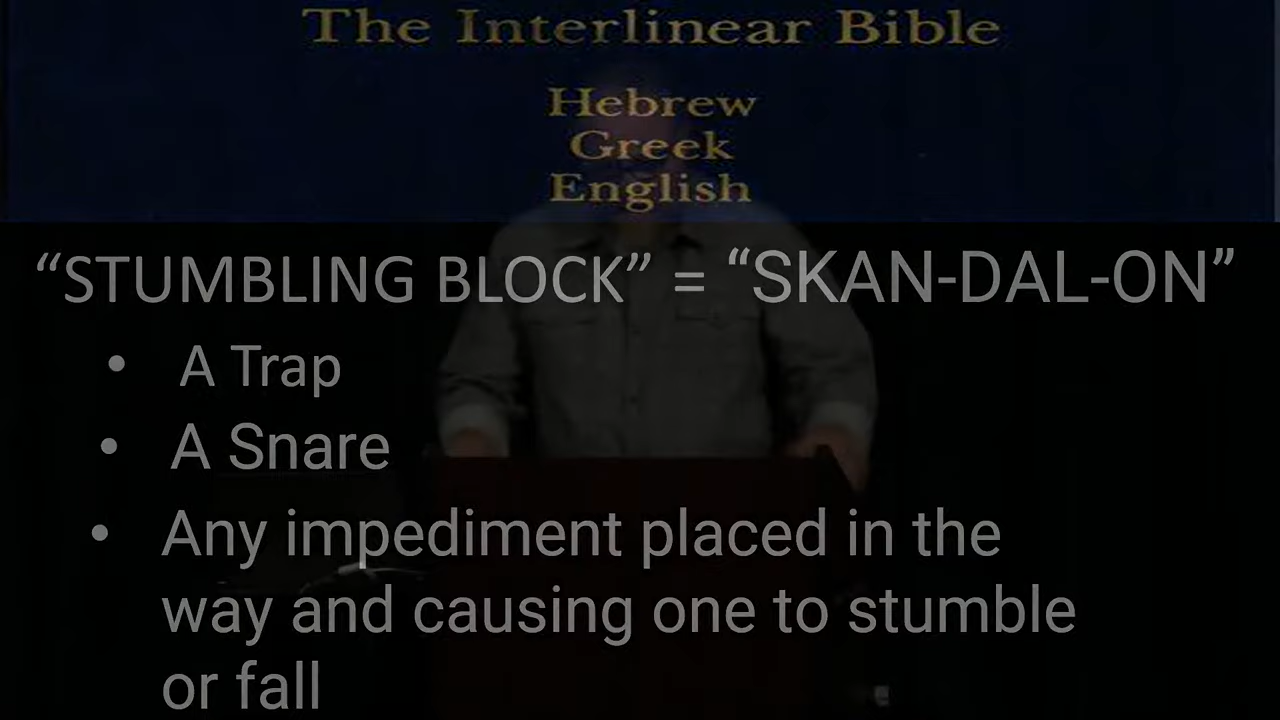 The Interlinear Bible
Hebrew
Greek
English
“STUMBLING BLOCK” = “SKAN-DAL-ON”
• A Trap
• A Snare
• Any impediment placed in the
way and causing one to stumble
or fall